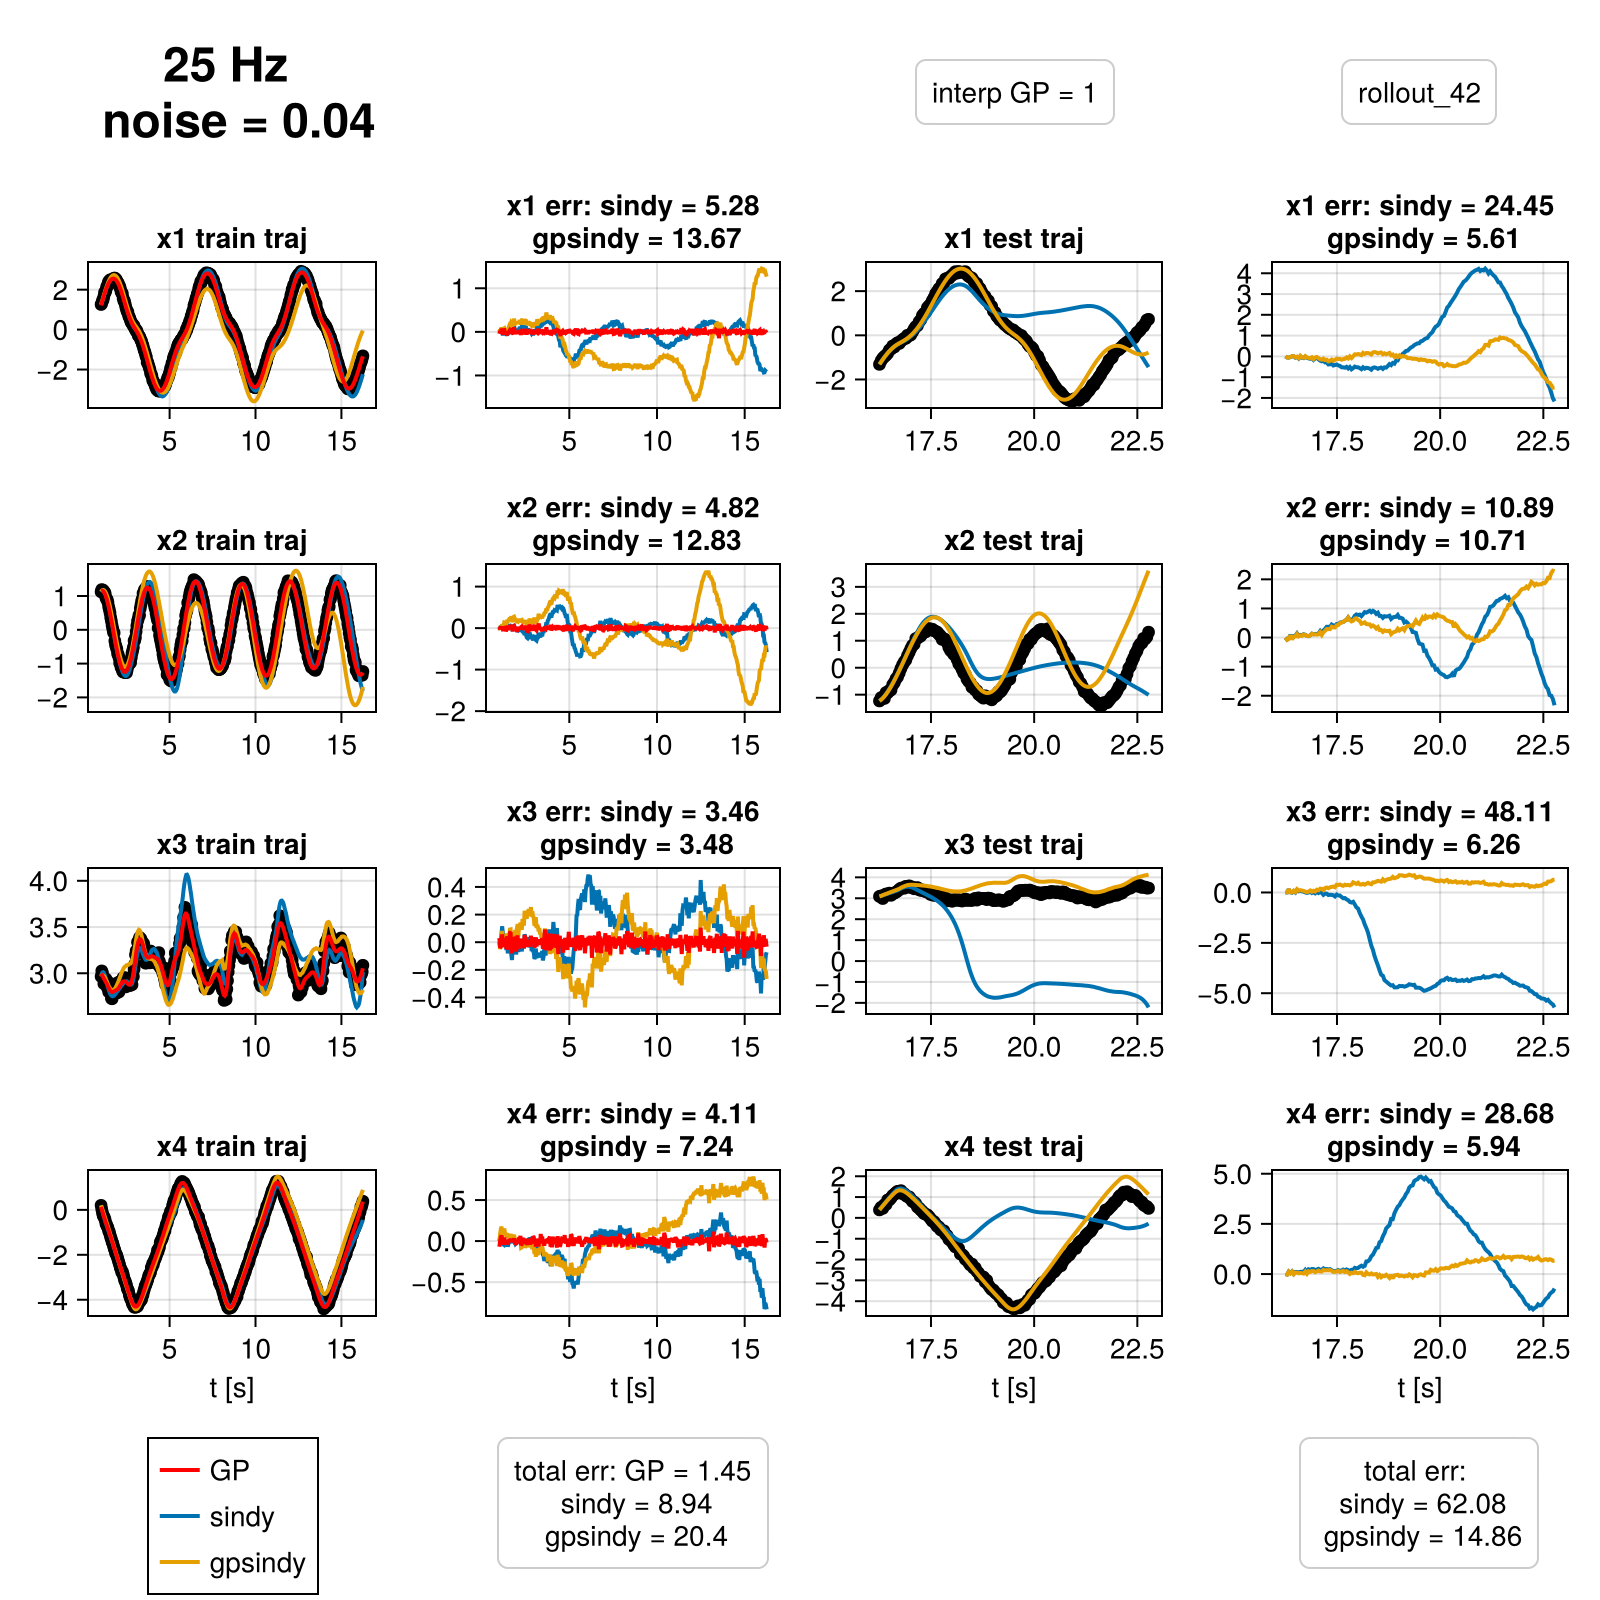 25 Hz
noise = 0.04
interp GP = 1
rollout_42
x1 train traj
2
0
−2
5
10
15
x1 err: sindy = 5.28
gpsindy = 13.67
1
0
−1
5
10
15
x1 test traj
2
0
−2
17.5
20.0
22.5
x1 err: sindy = 24.45
gpsindy = 5.61
4
3
2
1
0
−1
−2
17.5
20.0
22.5
x2 train traj
1
0
−1
−2
5
10
15
x2 err: sindy = 4.82
gpsindy = 12.83
1
0
−1
−2
5
10
15
x2 test traj
3
2
1
0
−1
17.5
20.0
22.5
x2 err: sindy = 10.89
gpsindy = 10.71
2
1
0
−1
−2
17.5
20.0
22.5
x3 train traj
4.0
3.5
3.0
5
10
15
x3 err: sindy = 3.46
gpsindy = 3.48
0.4
0.2
0.0
−0.2
−0.4
5
10
15
x3 test traj
4
3
2
1
0
−1
−2
17.5
20.0
22.5
x3 err: sindy = 48.11
gpsindy = 6.26
0.0
−2.5
−5.0
17.5
20.0
22.5
x4 train traj
0
−2
−4
5
10
15
t [s]
x4 err: sindy = 4.11
gpsindy = 7.24
0.5
0.0
−0.5
5
10
15
t [s]
x4 test traj
2
1
0
−1
−2
−3
−4
17.5
20.0
22.5
t [s]
x4 err: sindy = 28.68
gpsindy = 5.94
5.0
2.5
0.0
17.5
20.0
22.5
t [s]
GP
sindy
gpsindy
total err: GP = 1.45
sindy = 8.94
gpsindy = 20.4
total err:
sindy = 62.08
gpsindy = 14.86